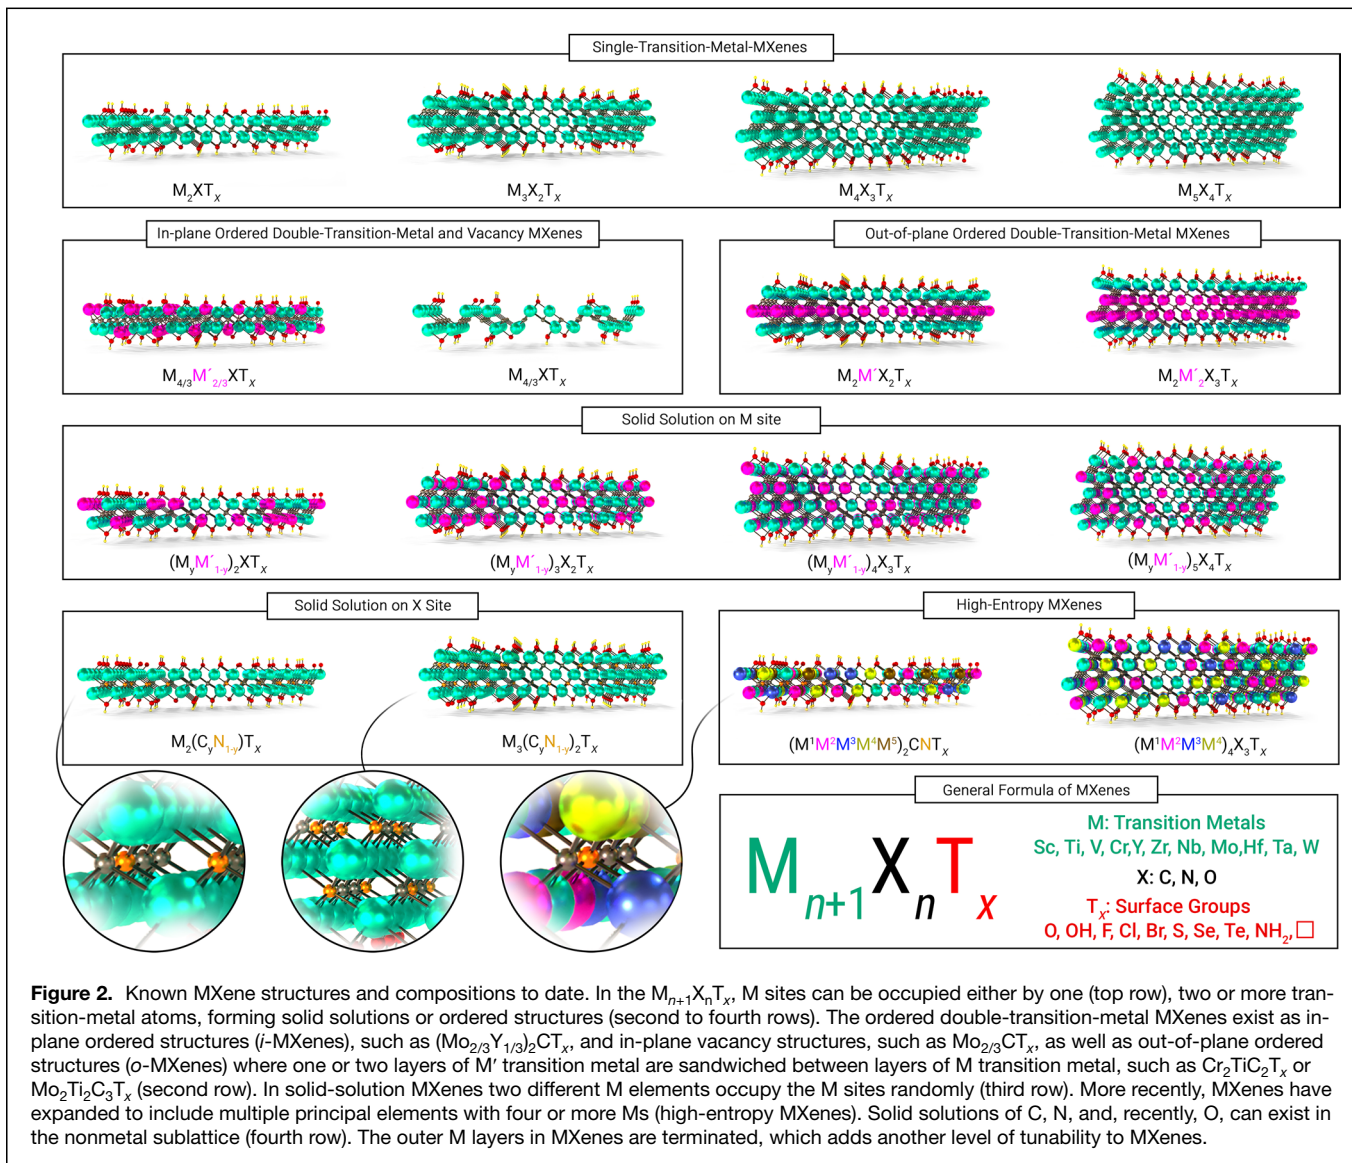 Single-Transition-Metal-MXenes
M₂XTₓ
M₃X₂Tₓ
M₄X₃Tₓ
M₅X₄Tₓ
In-plane Ordered Double-Transition-Metal and Vacancy MXenes
M₄/₃M´₂/₃XTₓ
M₄/₃XTₓ
Out-of-plane Ordered Double-Transition-Metal MXenes
M₂M´X₂Tₓ
M₂M´₂X₃Tₓ
Solid Solution on M site
(MyM´1-y)₂XTₓ
(MyM´1-y)₃X₂Tₓ
(MyM´1-y)₄X₃Tₓ
(MyM´1-y)₅X₄Tₓ
Solid Solution on X Site
M₂(CyN1-y)Tₓ
M₃(CyN1-y)₂Tₓ
High-Entropy MXenes
(M¹M²M³M⁴M⁵)₂CNTₓ
(M¹M²M³M⁴)₄X₃Tₓ
General Formula of MXenes
Mn+1XnTx
M: Transition Metals
Sc, Ti, V, Cr,Y, Zr, Nb, Mo,Hf, Ta, W
X: C, N, O
Tₓ: Surface Groups
O, OH, F, Cl, Br, S, Se, Te, NH₂, □
Figure 2. Known MXene structures and compositions to date. In the Mn+1XnTx, M sites can be occupied either by one (top row), two or more tran-
sition-metal atoms, forming solid solutions or ordered structures (second to fourth rows). The ordered double-transition-metal MXenes exist as in-
plane ordered structures (i-MXenes), such as (Mo₂/₃Y₁/₃)₂CTₓ, and in-plane vacancy structures, such as Mo₂/₃CTₓ, as well as out-of-plane ordered
structures (o-MXenes) where one or two layers of M′ transition metal are sandwiched between layers of M transition metal, such as Cr₂TiC₂Tₓ or
Mo₂Ti₂C₃Tₓ (second row). In solid-solution MXenes two different M elements occupy the M sites randomly (third row). More recently, MXenes have
expanded to include multiple principal elements with four or more Ms (high-entropy MXenes). Solid solutions of C, N, and, recently, O, can exist in
the nonmetal sublattice (fourth row). The outer M layers in MXenes are terminated, which adds another level of tunability to MXenes.